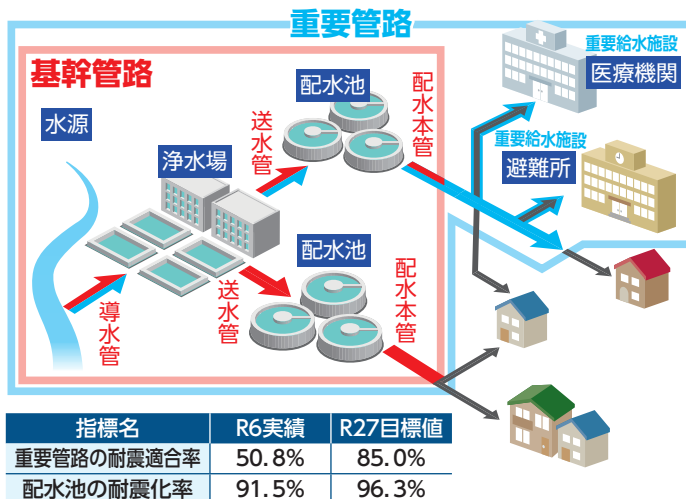 重要管路
基幹管路
重要給水施設
医療機関
配水池
配水本管
水源
送水管
浄水場
重要給水施設
避難所
配水池
導水管
送水管
配水本管
指標名 R6実績 R27目標値
重要管路の耐震適合率 50.8% 85.0%
配水池の耐震化率 91.5% 96.3%